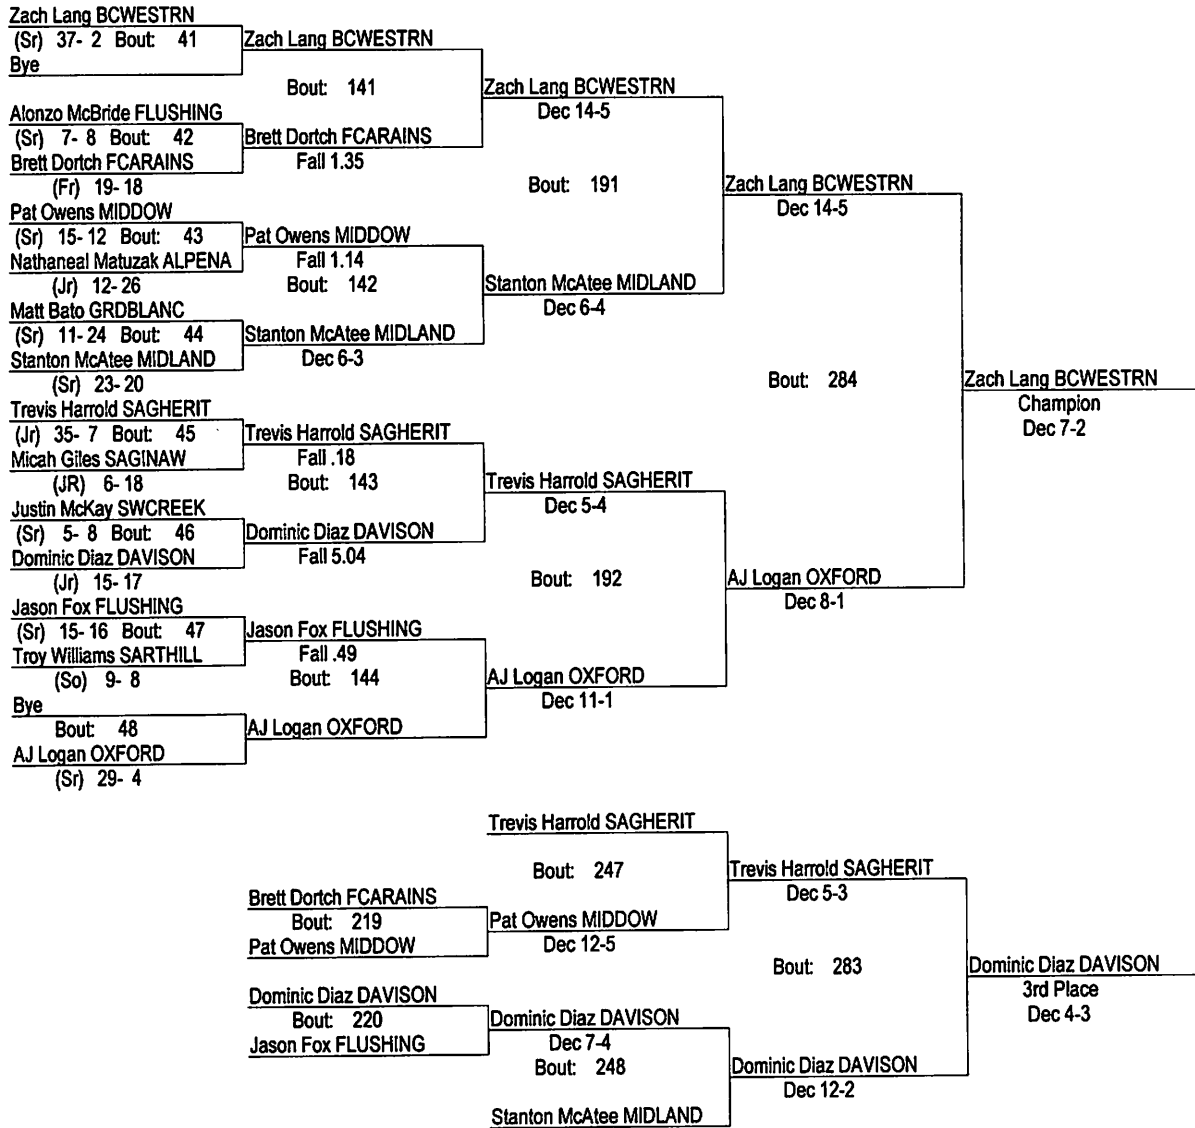 Zach Lang BCWESTRN
(Sr) 37- 2 Bout: 41
Bye
Zach Lang BCWESTRN
Bout: 141
Alonzo McBride FLUSHING
(Sr) 7- 8 Bout: 42
Brett Dortch FCARAINS
(Fr) 19- 18
Brett Dortch FCARAINS
Fall 1.35
Zach Lang BCWESTRN
Dec 14-5
Bout: 191
Pat Owens MIDDOW
(Sr) 15- 12 Bout: 43
Nathaneal Matuzak ALPENA
(Jr) 12- 26
Pat Owens MIDDOW
Fall 1.14
Bout: 142
Matt Bato GRDBLANC
(Sr) 11- 24 Bout: 44
Stanton McAtee MIDLAND
(Sr) 23- 20
Stanton McAtee MIDLAND
Dec 6-3
Stanton McAtee MIDLAND
Dec 6-4
Zach Lang BCWESTRN
Dec 14-5
Bout: 284
Zach Lang BCWESTRN
Champion
Dec 7-2
Trevis Harrold SAGHERIT
(Jr) 35- 7 Bout: 45
Micah Giles SAGINAW
(JR) 6- 18
Trevis Harrold SAGHERIT
Fall .18
Bout: 143
Justin McKay SWCREEK
(Sr) 5- 8 Bout: 46
Dominic Diaz DAVISON
(Jr) 15- 17
Dominic Diaz DAVISON
Fall 5.04
Trevis Harrold SAGHERIT
Dec 5-4
Bout: 192
Jason Fox FLUSHING
(Sr) 15- 16 Bout: 47
Troy Williams SARTHILL
(So) 9- 8
Jason Fox FLUSHING
Fall .49
Bout: 144
Bye
Bout: 48
AJ Logan OXFORD
(Sr) 29- 4
AJ Logan OXFORD
AJ Logan OXFORD
Dec 11-1
AJ Logan OXFORD
Dec 8-1
Trevis Harrold SAGHERIT
Bout: 247
Brett Dortch FCARAINS
Bout: 219
Pat Owens MIDDOW
Pat Owens MIDDOW
Dec 12-5
Trevis Harrold SAGHERIT
Dec 5-3
Bout: 283
Dominic Diaz DAVISON
Bout: 220
Jason Fox FLUSHING
Dominic Diaz DAVISON
Dec 7-4
Bout: 248
Stanton McAtee MIDLAND
Dominic Diaz DAVISON
Dec 12-2
Dominic Diaz DAVISON
3rd Place
Dec 4-3